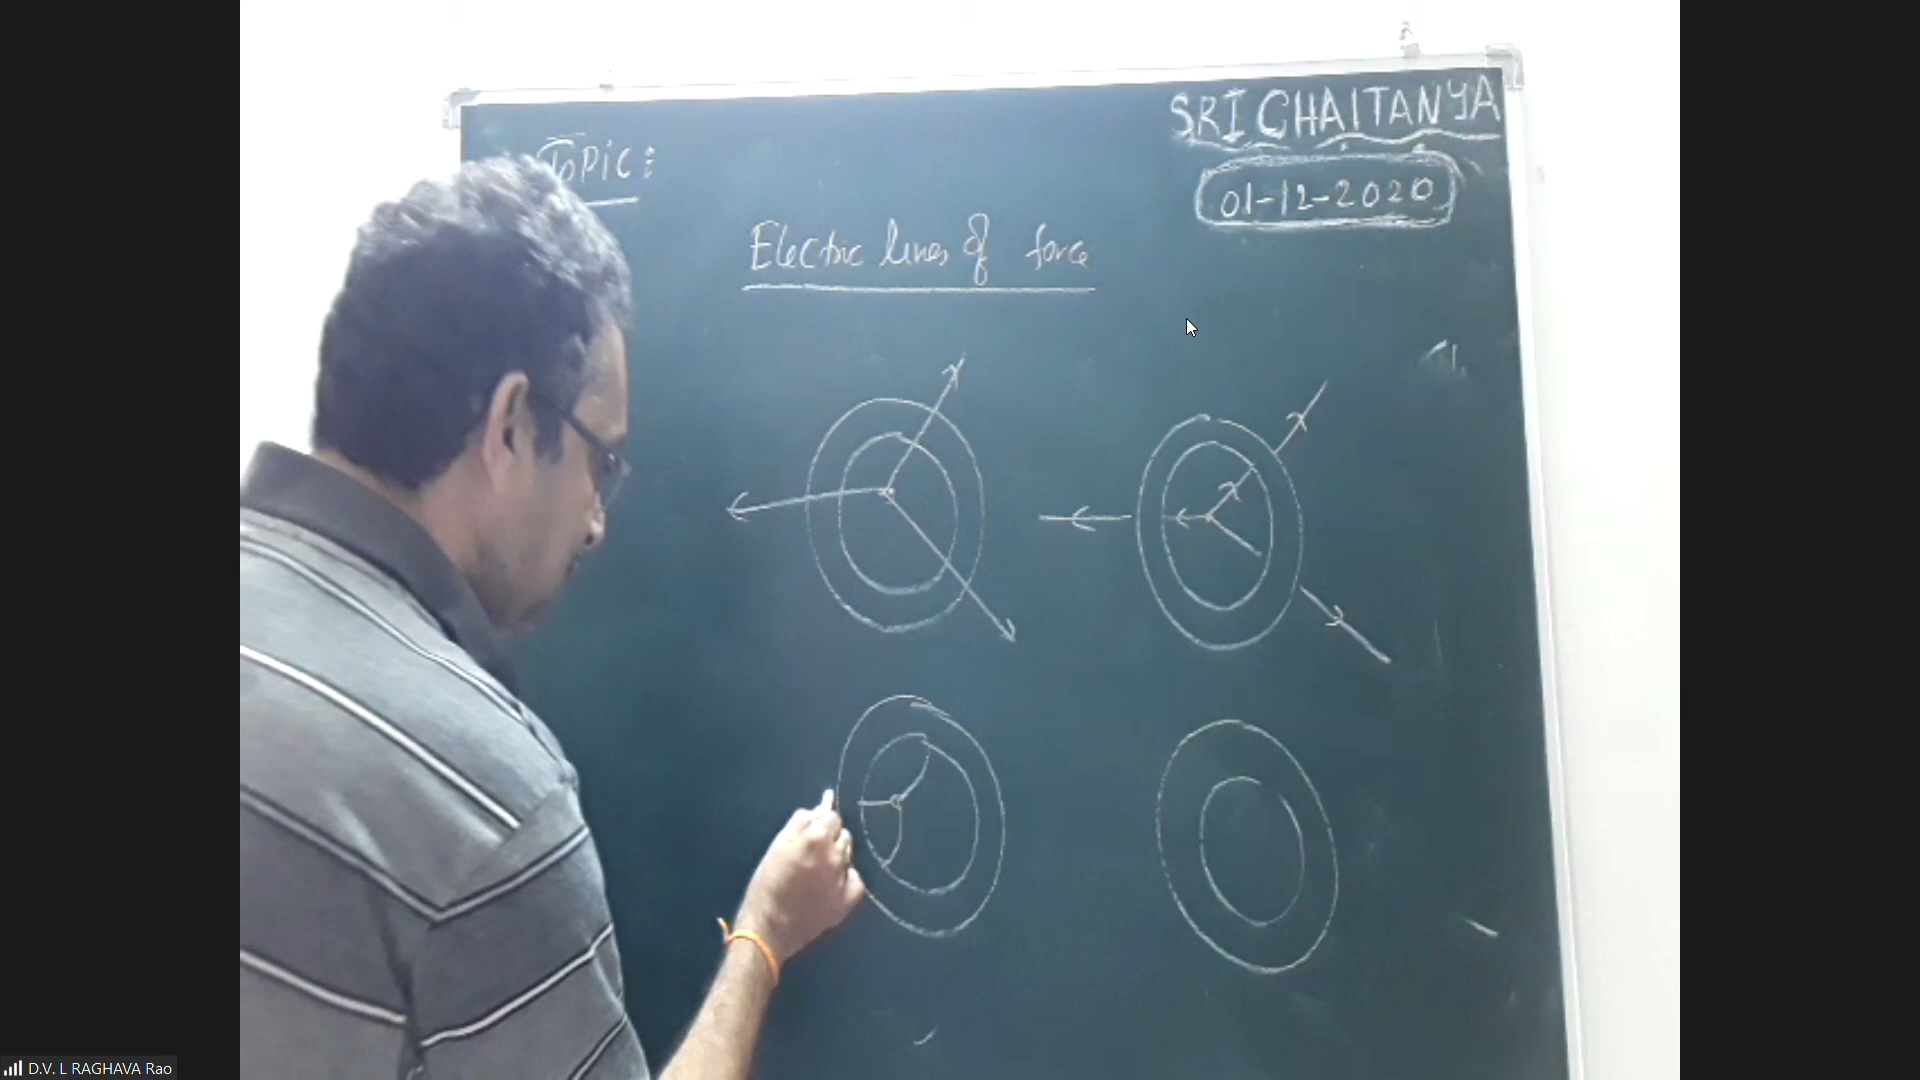 SRI CHAITANYA
01-12-2020
Topic:
Electric lines of force
D.V. L RAGHAVA Rao